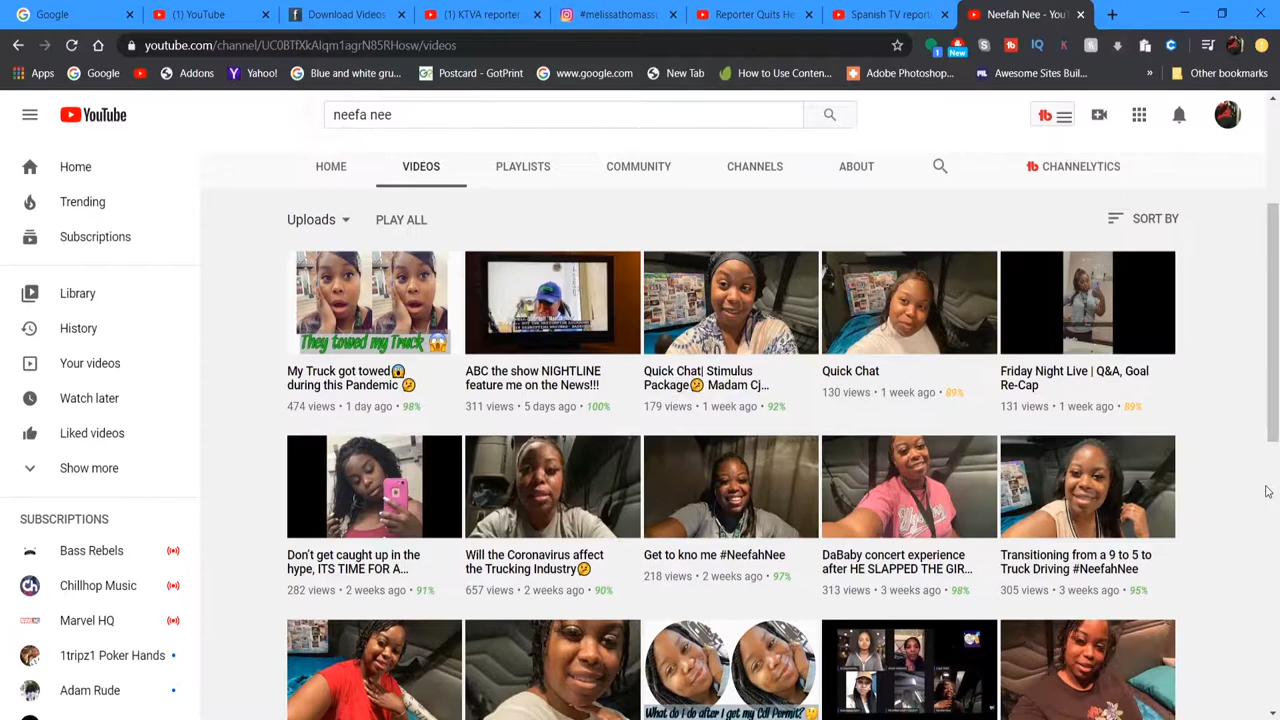 Google
(1) YouTube
Download Videos
(1) KTVA reporter
#melissathomass
Reporter Quits He
Spanish TV report
Neefah Nee - You
youtube.com/channel/UC0BTfXkAIqm1agrN85RHosw/videos
New
Apps
Google
Addons
Yahoo!
Blue and white gru...
Postcard - GotPrint
www.google.com
New Tab
How to Use Conten...
Adobe Photoshop...
Awesome Sites Buil...
»
Other bookmarks
YouTube
neefa nee
HOME
VIDEOS
PLAYLISTS
COMMUNITY
CHANNELS
ABOUT
CHANNELYTICS
Home
Trending
Subscriptions
Library
History
Your videos
Watch later
Liked videos
Show more
SUBSCRIPTIONS
Bass Rebels
Chillhop Music
Marvel HQ
1tripz1 Poker Hands
Adam Rude
Uploads
PLAY ALL
SORT BY
They towed my Truck 😱
My Truck got towed😱
during this Pandemic 😕
474 views • 1 day ago • 98%
ABC the show NIGHTLINE
feature me on the News!!!
311 views • 5 days ago • 100%
Quick Chat| Stimulus
Package😕 Madam Cj...
179 views • 1 week ago • 92%
Quick Chat
130 views • 1 week ago • 89%
Friday Night Live | Q&A, Goal
Re-Cap
131 views • 1 week ago • 89%
Don't get caught up in the
hype, ITS TIME FOR A...
282 views • 2 weeks ago • 91%
Will the Coronavirus affect
the Trucking Industry😕
657 views • 2 weeks ago • 90%
Get to kno me #NeefahNee
218 views • 2 weeks ago • 97%
DaBaby concert experience
after HE SLAPPED THE GIR...
313 views • 3 weeks ago • 98%
Transitioning from a 9 to 5 to
Truck Driving #NeefahNee
305 views • 3 weeks ago • 95%
What do I do after I get my Cdl Permit?🤔